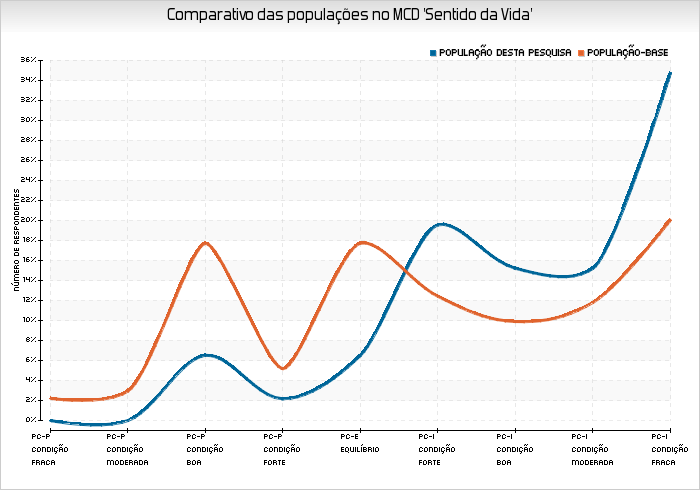 Comparativo das populações no MCD 'Sentido da Vida'
POPULAÇÃO DESTA PESQUISA POPULAÇÃO-BASE
NÚMERO DE RESPONDENTES
36%
34%
32%
30%
28%
26%
24%
22%
20%
18%
16%
14%
12%
10%
8%
6%
4%
2%
0%
PC-P CONDIÇÃO FRACA
PC-P CONDIÇÃO MODERADA
PC-P CONDIÇÃO BOA
PC-P CONDIÇÃO FORTE
PC-E EQUILÍBRIO
PC-I CONDIÇÃO FORTE
PC-I CONDIÇÃO BOA
PC-I CONDIÇÃO MODERADA
PC-I CONDIÇÃO FRACA